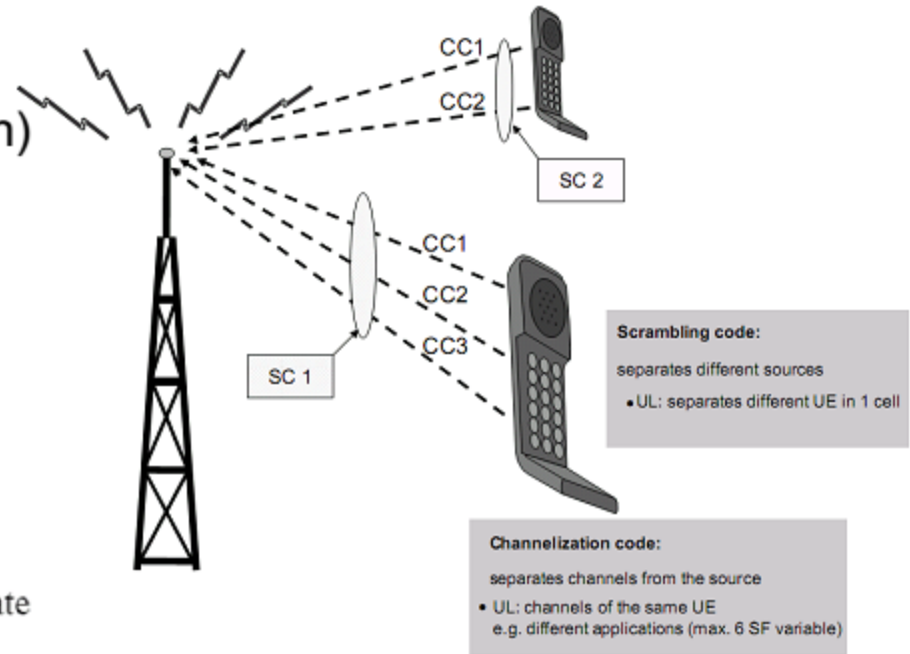 CC1
n)
CC2
SC 2
CC1
CC2
CC3
SC 1
Scrambling code:
separates different sources
• UL: separates different UE in 1 cell
Channelization code:
separates channels from the source
• UL: channels of the same UE
e.g. different applications (max. 6 SF variable)